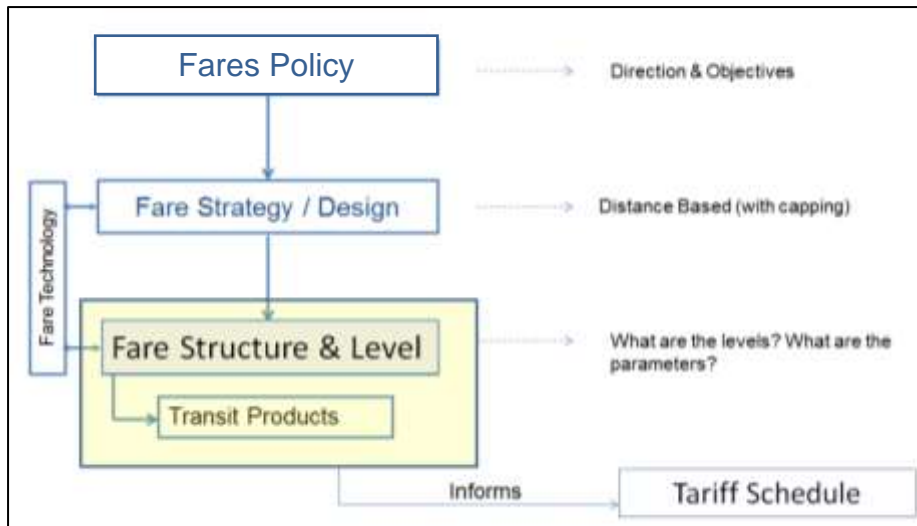 Fares Policy
Direction & Objectives
Fare Strategy / Design
Distance Based (with capping)
Fare Technology
Fare Structure & Level
What are the levels? What are the
parameters?
Transit Products
Informs
Tariff Schedule